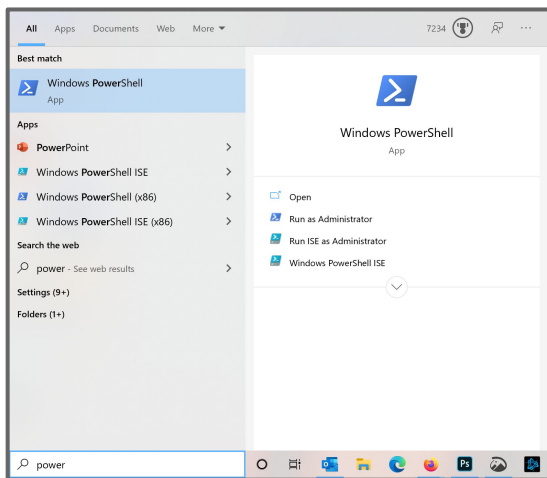 All Apps Documents Web More 7234
Best match
Windows PowerShell
App
Apps
PowerPoint
Windows PowerShell ISE
Windows PowerShell (x86)
Windows PowerShell ISE (x86)
Search the web
power - See web results
Settings (9+)
Folders (1+)
Windows PowerShell
App
Open
Run as Administrator
Run ISE as Administrator
Windows PowerShell ISE
power
Ps